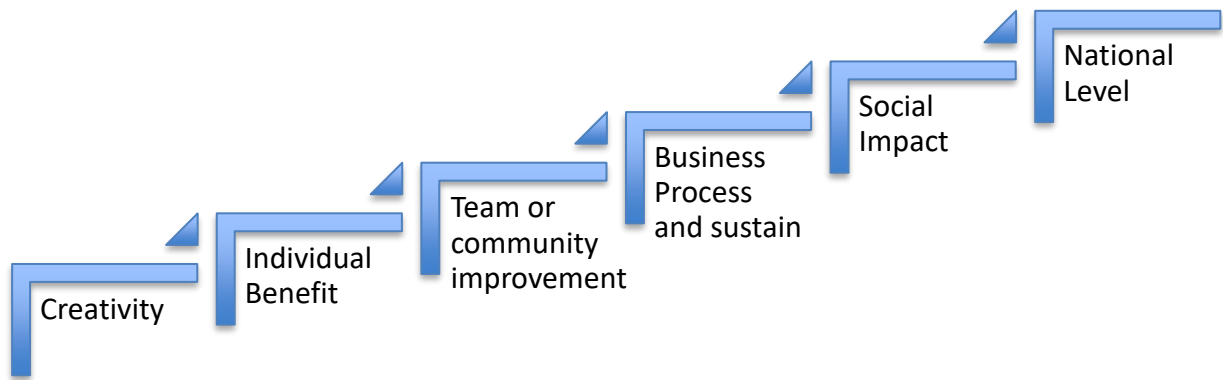 Creativity
Individual
Benefit
Team or
community
improvement
Business
Process
and sustain
Social
Impact
National
Level